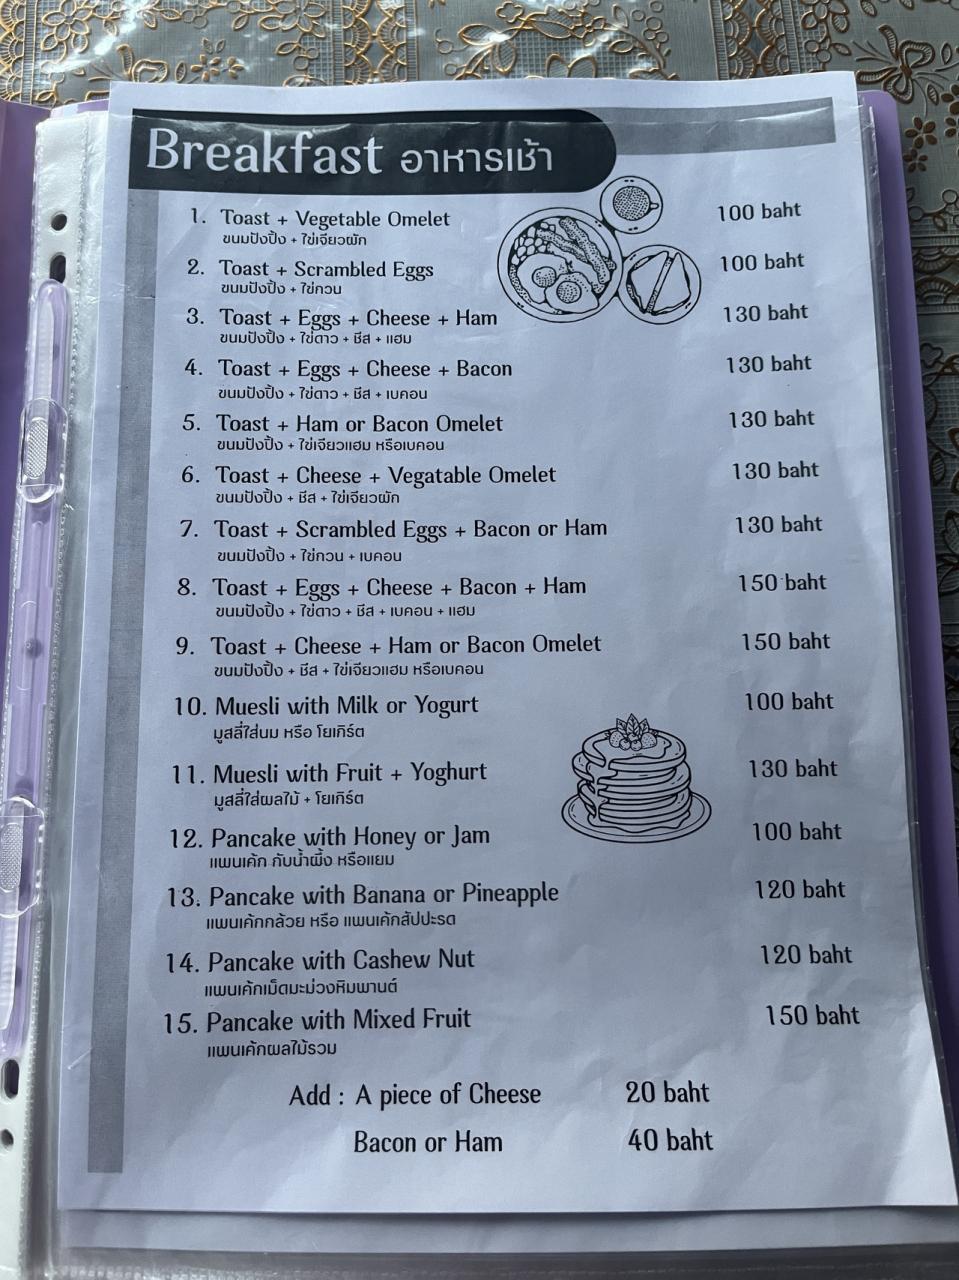 Breakfast อาหารเช้า
1. Toast + Vegetable Omelet 100 baht
ขนมปังปิ้ง + ไข่เจียวผัก
2. Toast + Scrambled Eggs 100 baht
ขนมปังปิ้ง + ไข่กวน
3. Toast + Eggs + Cheese + Ham 130 baht
ขนมปังปิ้ง + ไข่ดาว + ชีส + แฮม
4. Toast + Eggs + Cheese + Bacon 130 baht
ขนมปังปิ้ง + ไข่ดาว + ชีส + เบคอน
5. Toast + Ham or Bacon Omelet 130 baht
ขนมปังปิ้ง + ไข่เจียวแฮม หรือเบคอน
6. Toast + Cheese + Vegatable Omelet 130 baht
ขนมปังปิ้ง + ชีส + ไข่เจียวผัก
7. Toast + Scrambled Eggs + Bacon or Ham 130 baht
ขนมปังปิ้ง + ไข่กวน + เบคอน
8. Toast + Eggs + Cheese + Bacon + Ham 150 baht
ขนมปังปิ้ง + ไข่ดาว + ชีส + เบคอน + แฮม
9. Toast + Cheese + Ham or Bacon Omelet 150 baht
ขนมปังปิ้ง + ชีส + ไข่เจียวแฮม หรือเบคอน
10. Muesli with Milk or Yogurt 100 baht
มูสลี่ใส่นม หรือ โยเกิร์ต
11. Muesli with Fruit + Yoghurt 130 baht
มูสลี่ใส่ผลไม้ + โยเกิร์ต
12. Pancake with Honey or Jam 100 baht
แพนเค้ก กับน้ำผึ้ง หรือแยม
13. Pancake with Banana or Pineapple 120 baht
แพนเค้กกล้วย หรือ แพนเค้กสัปปะรด
14. Pancake with Cashew Nut 120 baht
แพนเค้กเม็ดมะม่วงหิมพานต์
15. Pancake with Mixed Fruit 150 baht
แพนเค้กผลไม้รวม
Add : A piece of Cheese 20 baht
Bacon or Ham 40 baht